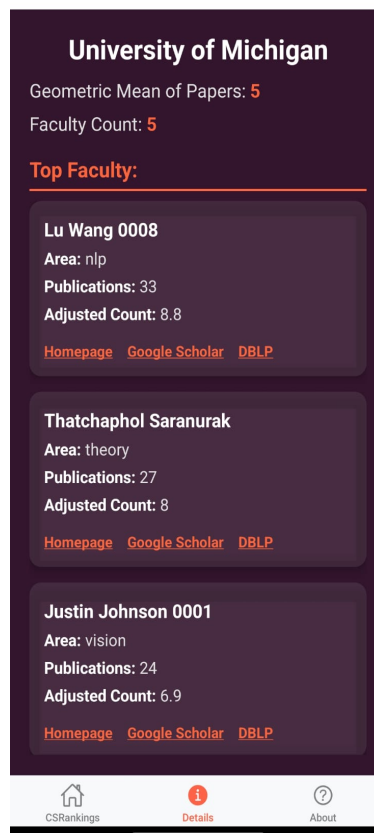 University of Michigan
Geometric Mean of Papers: 5
Faculty Count: 5
Top Faculty:
Lu Wang 0008
Area: nlp
Publications: 33
Adjusted Count: 8.8
Homepage Google Scholar DBLP
Thatchaphol Saranurak
Area: theory
Publications: 27
Adjusted Count: 8
Homepage Google Scholar DBLP
Justin Johnson 0001
Area: vision
Publications: 24
Adjusted Count: 6.9
Homepage Google Scholar DBLP
CSRankings Details About